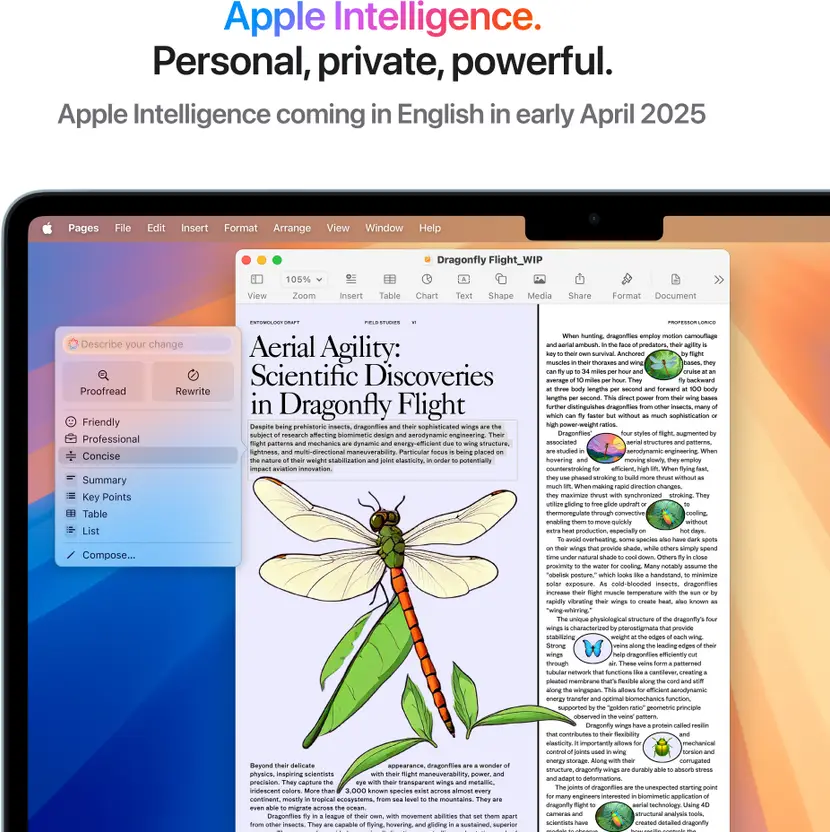 Apple Intelligence.
Personal, private, powerful.
Apple Intelligence coming in English in early April 2025
Pages File Edit Insert Format Arrange View Window Help
Dragonfly Flight_WIP
105%
View Zoom Insert Table Chart Text Shape Media Share Format Document
Describe your change
Proofread Rewrite
Friendly
Professional
Concise
Summary
Key Points
Table
List
Compose...
ENTOMOLOGY DRAFT FIELD STUDIES VI
Aerial Agility:
Scientific Discoveries
in Dragonfly Flight
Despite being prehistoric insects, dragonflies and their sophisticated wings are the
subject of research affecting biomimetic design and aerodynamic engineering. Their
flight patterns and mechanics are dynamic and energy-efficient due to wing structure,
lightness, and multi-directional maneuverability. Particular focus is being placed on
the nature of their weight stabilization and joint elasticity, in order to potentially
impact aviation innovation.
Beyond their delicate appearance, dragonflies are a wonder of
physics, inspiring scientists with their flight maneuverability, power, and
precision. They capture the eye with their transparent wings and metallic,
iridescent colors. More than 3,000 known species exist across almost every
continent, mostly in tropical ecosystems, from sea level to the mountains. They are
even able to migrate across the ocean.
Dragonflies fly in a league of their own, with movement abilities that set them apart
from other insects. They are capable of flying, hovering, and gliding in a sustained, superior
PROFESSOR LORICO
When hunting, dragonflies employ motion camouflage
and aerial ambush. In the face of predators, their agility is
key to their own survival. Anchored by flight
muscles in their thoraxes and wing bases, they
can fly up to 34 miles per hour and cruise at an
average of 10 miles per hour. They fly backward
at three body lengths per second and forward at 100 body
lengths per second. This direct power from their wing bases
further distinguishes dragonflies from other insects, many of
which can fly faster but without as much sophistication or
high power-weight ratios.
Dragonflies' four styles of flight, augmented by
associated aerial structures and patterns,
are studied in aerodynamic engineering. When
hovering and moving slowly, they employ
counterstroking for efficient, high lift. When flying fast,
they use phased stroking to build more thrust without as
much lift. When making rapid direction changes,
they maximize thrust with synchronized stroking. They
utilize gliding to free glide updraft or to
thermoregulate through convective cooling,
enabling them to move quickly without
extra heat production, especially on hot days.
To avoid overheating, some species also have dark spots
on their wings that provide shade, while others simply spend
time under natural shade to cool down. Others fly in close
proximity to the water for cooling. Many notably assume the
"obelisk posture," which looks like a handstand, to minimize
solar exposure. As cold-blooded insects, dragonflies
increase their flight muscle temperature with the sun or by
rapidly vibrating their wings to create heat, also known as
"wing-whirring."
The unique physiological structure of the dragonfly's four
wings is characterized by pterostigmata that provide
stabilizing weight at the edges of each wing.
Strong veins along the leading edges of their
wings help dragonflies efficiently cut
through air. These veins form a patterned
tubular network that functions like a cantilever, creating a
pleated membrane that's flexible along the cord and stiff
along the wingspan. This allows for efficient aerodynamic
energy transfer and optimal biomechanics function,
supported by the "golden ratio" geometric principle
observed in the veins' pattern.
Dragonfly wings have a protein called resilin
that contributes to their flexibility and
elasticity. It importantly allows for mechanical
control of joints used in wing torsion and
energy storage. Along with their corrugated
structure, dragonfly wings are durably able to absorb stress
and adapt to deformations.
The joints of dragonflies are the unexpected starting point
for many engineers interested in biomimetic application of
dragonfly flight to aerial technology. Using 4D
cameras and structural analysis tools,
scientists have created detailed dragonfly